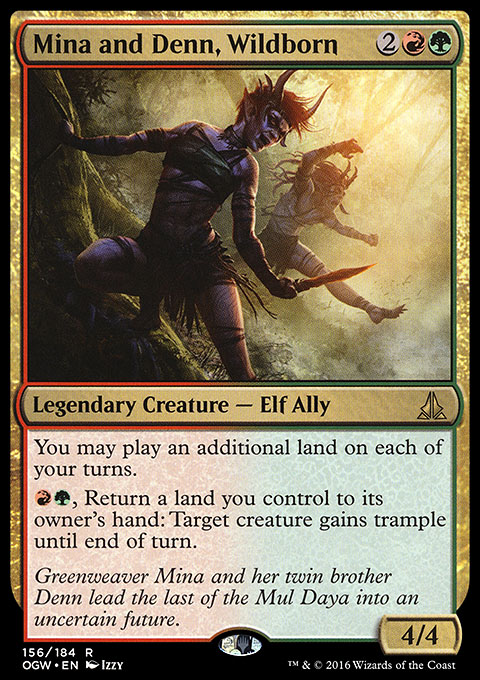 Mina and Denn, Wildborn 2
Legendary Creature — Elf Ally
You may play an additional land on each of
your turns.
, Return a land you control to its
owner's hand: Target creature gains trample
until end of turn.
Greenweaver Mina and her twin brother
Denn lead the last of the Mul Daya into an
uncertain future.
4/4
156/184 R
OGW • EN Izzy
™ & © 2016 Wizards of the Coast